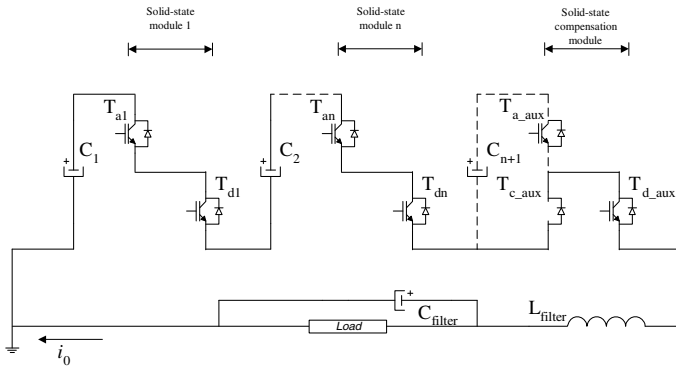 Solid-state
module 1
Solid-state
module n
Solid-state
compensation
module
T_a1
T_an
T_a_aux
+ C_1
+ C_2
+ C_n+1
T_d1
T_dn
T_c_aux
T_d_aux
+
C_filter
L_filter
Load
i_0